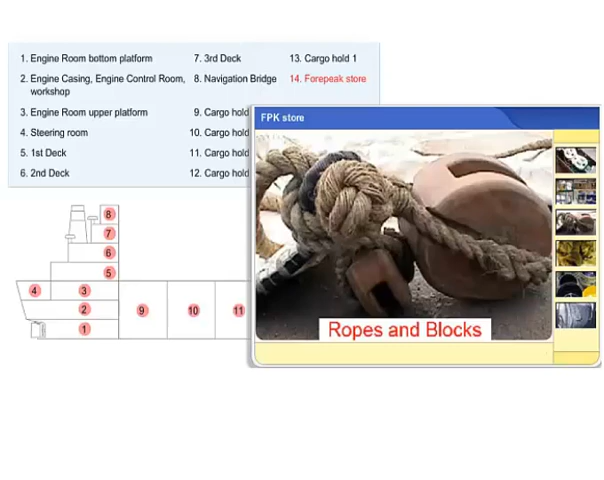 1. Engine Room bottom platform
2. Engine Casing, Engine Control Room, workshop
3. Engine Room upper platform
4. Steering room
5. 1st Deck
6. 2nd Deck
7. 3rd Deck
8. Navigation Bridge
9. Cargo hold
10. Cargo hold
11. Cargo hold
12. Cargo hold
13. Cargo hold 1
14. Forepeak store
FPK store
Ropes and Blocks
8
7
6
5
4
3
2
1
9
10
11